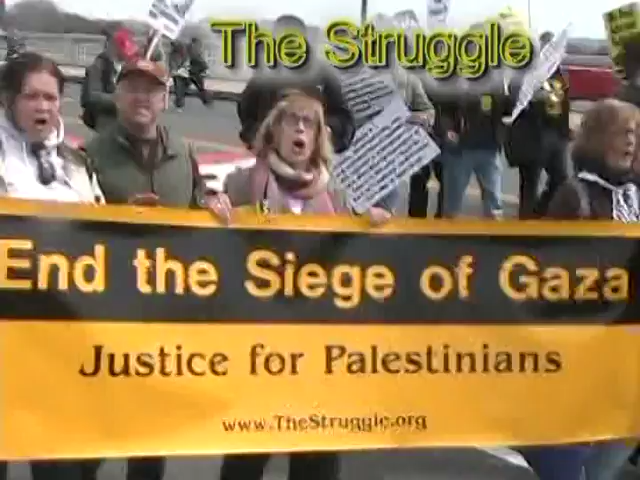 The Struggle
End the Siege of Gaza
Justice for Palestinians
www.TheStruggle.org